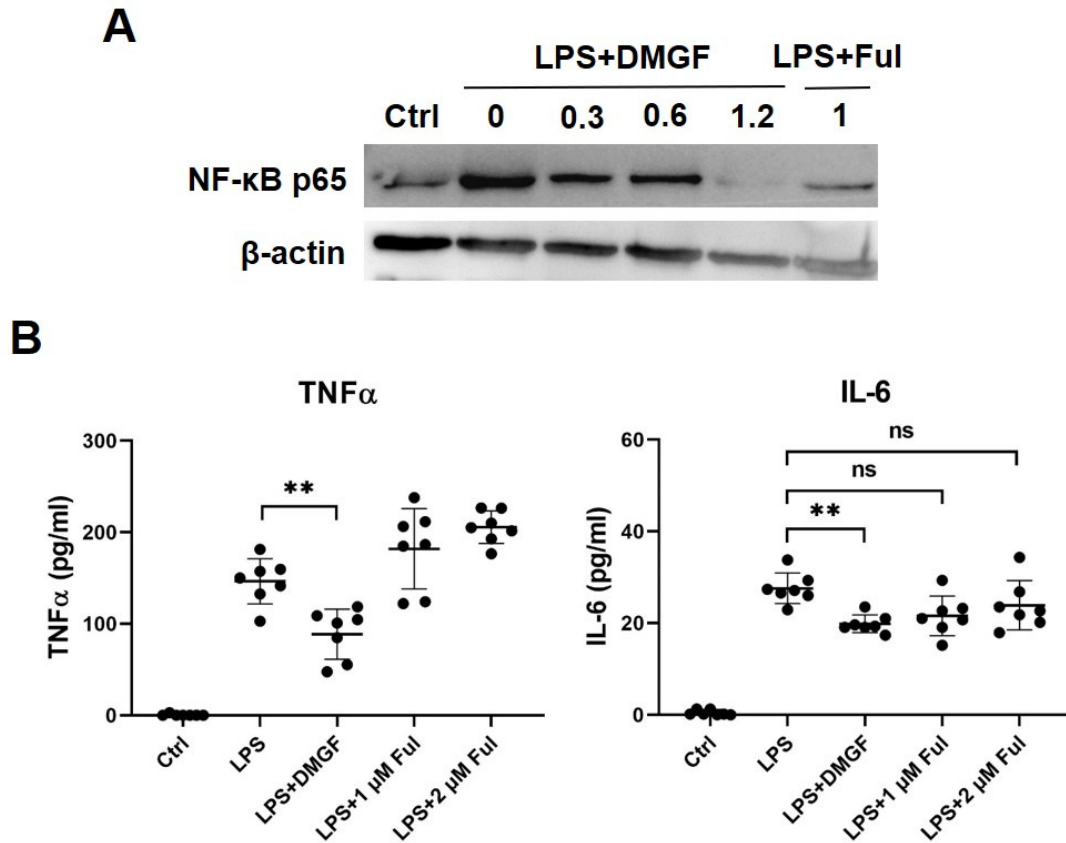 A
LPS+DMGF LPS+Ful
Ctrl 0 0.3 0.6 1.2 1
NF-κB p65
β-actin
B
TNFα
300
200
100
0
TNFα (pg/ml)
**
Ctrl
LPS
LPS+DMGF
LPS+1 μM Ful
LPS+2 μM Ful
IL-6
60
40
20
0
IL-6 (pg/ml)
ns
ns
**
Ctrl
LPS
LPS+DMGF
LPS+1 μM Ful
LPS+2 μM Ful